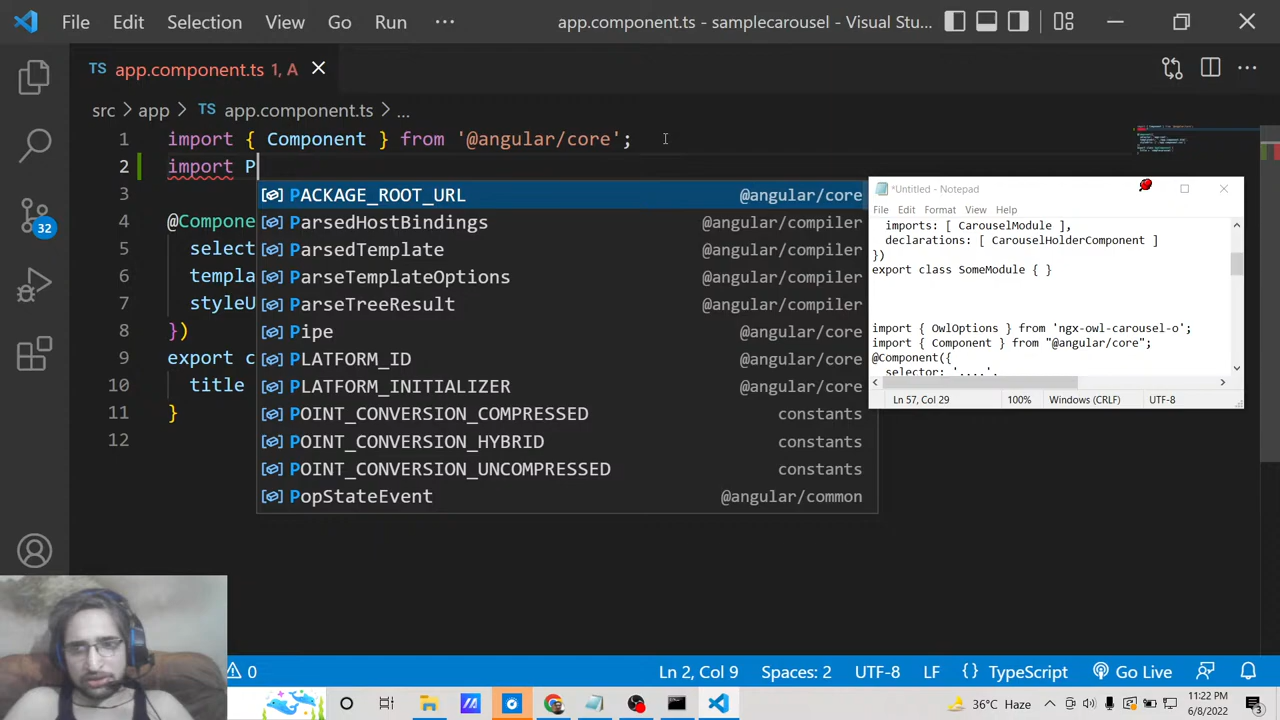 File Edit Selection View Go Run ··· app.component.ts - samplecarousel - Visual Stu...
TS app.component.ts 1, A
src > app > TS app.component.ts > ...
1 import { Component } from '@angular/core';
2 import P
3
4 @Compone
5 select
6 templa
7 styleU
8 })
9 export c
10 title
11 }
12
PACKAGE_ROOT_URL @angular/core
ParsedHostBindings @angular/compiler
ParsedTemplate @angular/compiler
ParseTemplateOptions @angular/compiler
ParseTreeResult @angular/compiler
Pipe @angular/core
PLATFORM_ID @angular/core
PLATFORM_INITIALIZER @angular/core
POINT_CONVERSION_COMPRESSED constants
POINT_CONVERSION_HYBRID constants
POINT_CONVERSION_UNCOMPRESSED constants
PopStateEvent @angular/common
*Untitled - Notepad
File Edit Format View Help
imports: [ CarouselModule ],
declarations: [ CarouselHolderComponent ]
})
export class SomeModule { }
import { OwlOptions } from 'ngx-owl-carousel-o';
import { Component } from "@angular/core";
@Component({
selector: '....',
Ln 57, Col 29 100% Windows (CRLF) UTF-8
32
0 Ln 2, Col 9 Spaces: 2 UTF-8 LF {} TypeScript Go Live
36°C Haze 11:22 PM
6/8/2022 3